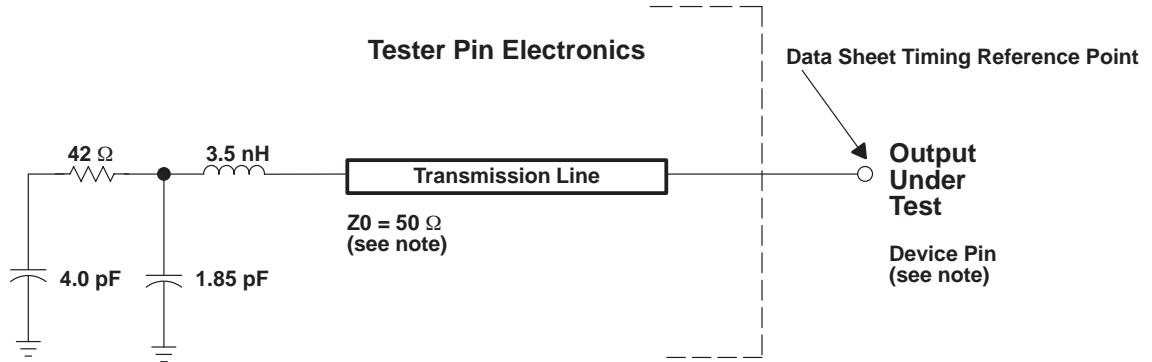 Tester Pin Electronics
Data Sheet Timing Reference Point
42 Ω
3.5 nH
Transmission Line
Output
Under
Test
Z0 = 50 Ω
(see note)
Device Pin
(see note)
4.0 pF
1.85 pF